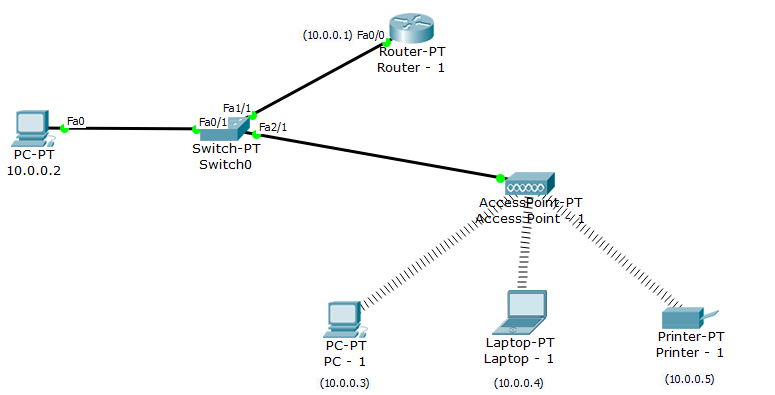 (10.0.0.1) Fa0/0
Router-PT
Router - 1
Fa0
Fa0/1
Fa1/1
Fa2/1
PC-PT
10.0.0.2
Switch-PT
Switch0
AccessPoint-PT
Access Point - 1
PC-PT
PC - 1
(10.0.0.3)
Laptop-PT
Laptop - 1
(10.0.0.4)
Printer-PT
Printer - 1
(10.0.0.5)